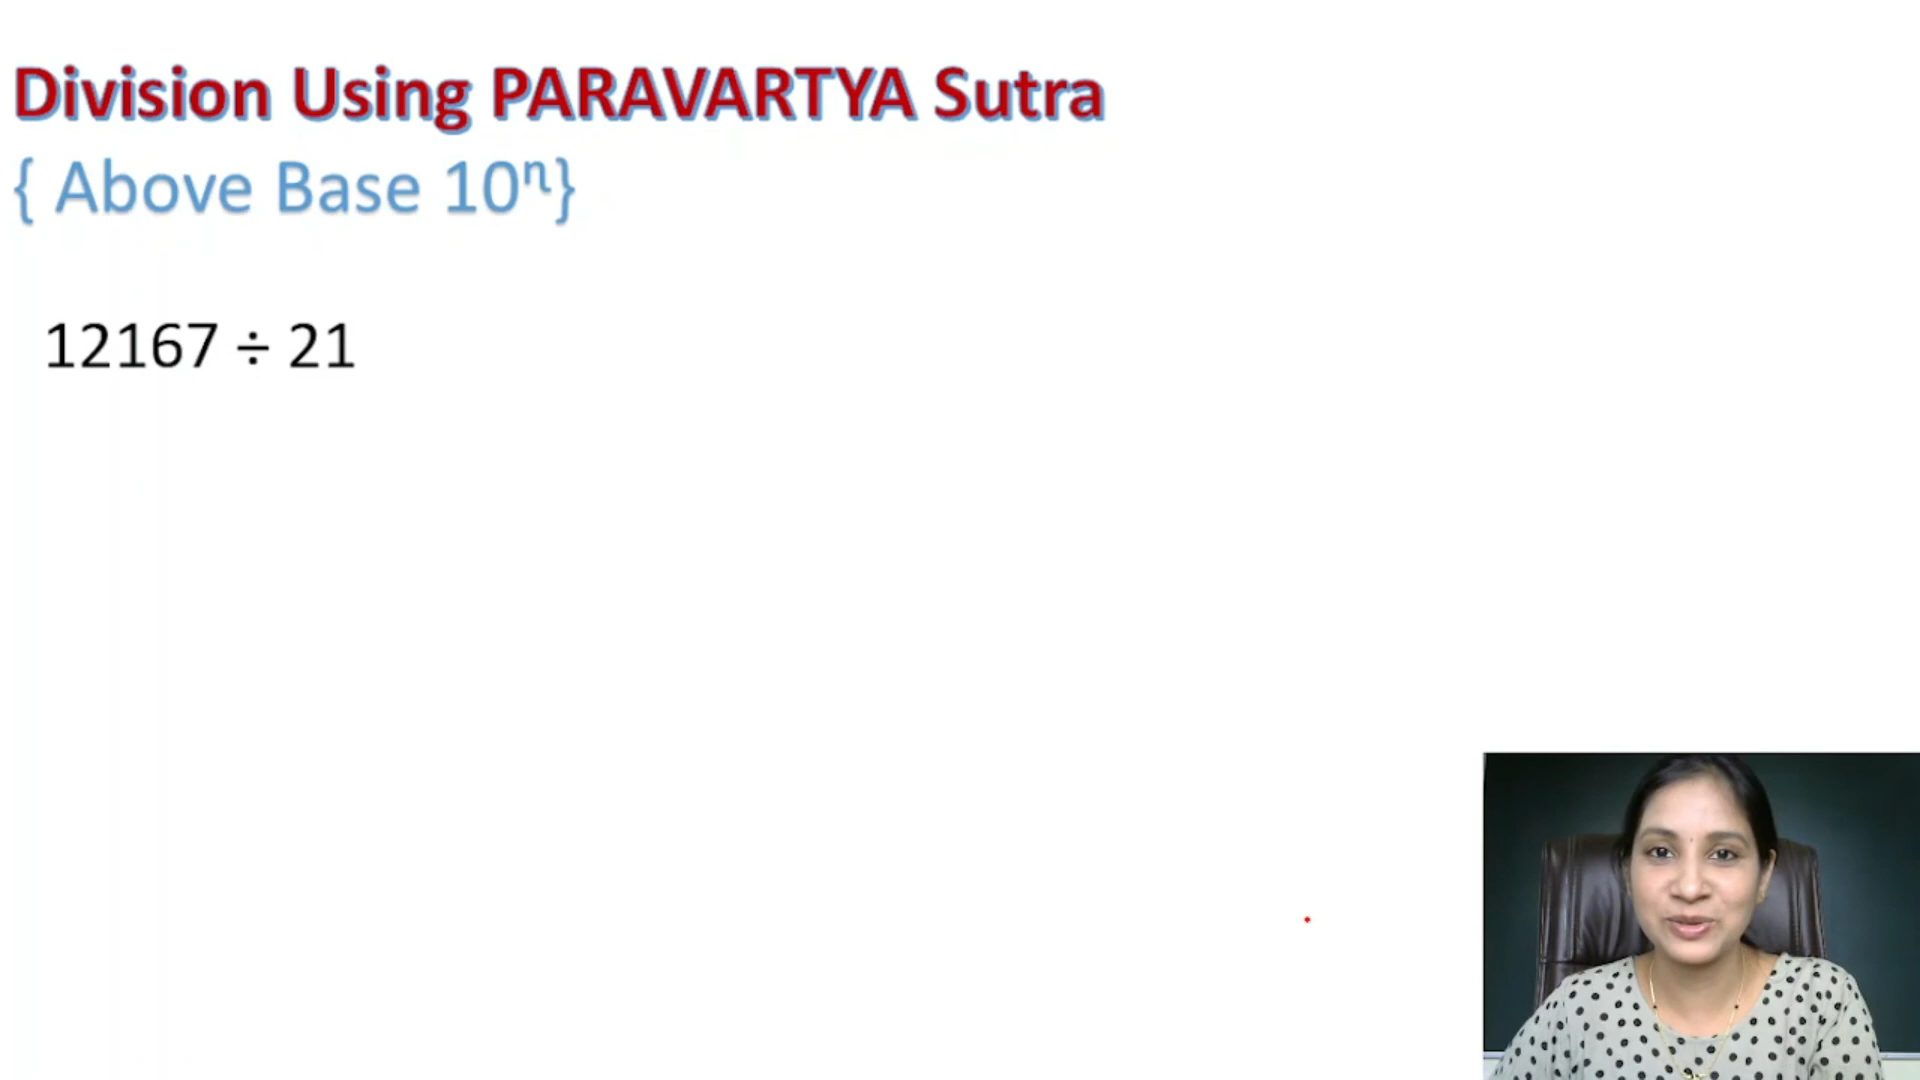 Division Using PARAVARTYA Sutra
{ Above Base 10ⁿ}
12167 ÷ 21